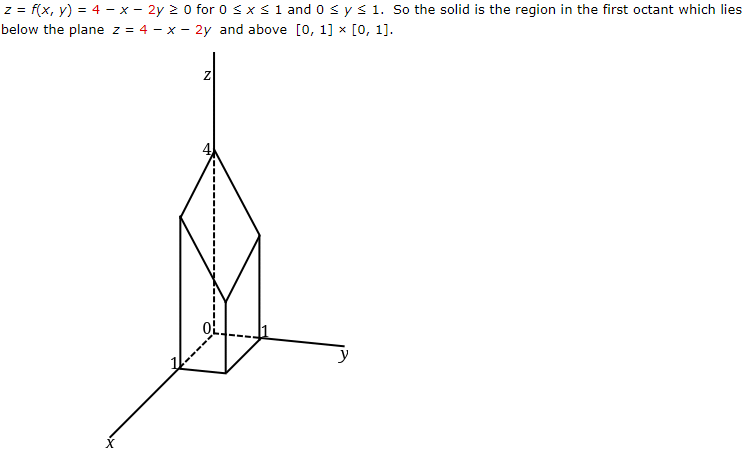 z = f(x, y) = 4 − x − 2y ≥ 0 for 0 ≤ x ≤ 1 and 0 ≤ y ≤ 1. So the solid is the region in the first octant which lies
below the plane z = 4 − x − 2y and above [0, 1] × [0, 1].
z
4
0
1
1
y
x